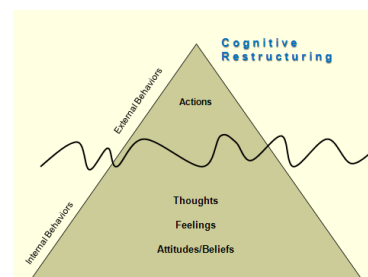 Cognitive
Restructuring
External Behaviors
Actions
Internal Behaviors
Thoughts
Feelings
Attitudes/Beliefs